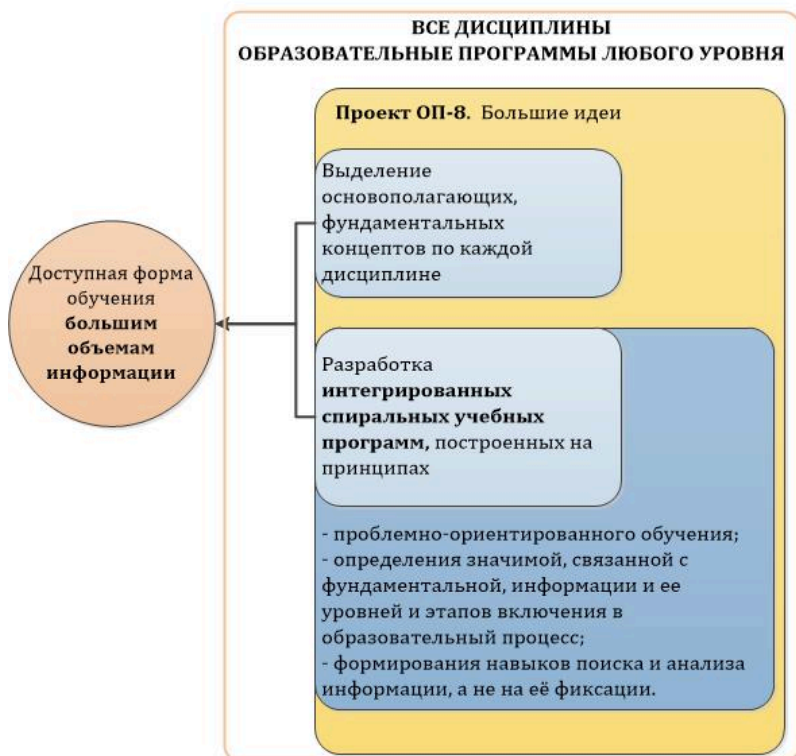 ВСЕ ДИСЦИПЛИНЫ
ОБРАЗОВАТЕЛЬНЫЕ ПРОГРАММЫ ЛЮБОГО УРОВНЯ
Проект ОП-8. Большие идеи
Выделение
основополагающих,
фундаментальных
концептов по каждой
дисциплине
Доступная форма
обучения
большим
объемам
информации
Разработка
интегрированных
спиральных учебных
программ, построенных на
принципах
- проблемно-ориентированного обучения;
- определения значимой, связанной с
фундаментальной, информации и ее
уровней и этапов включения в
образовательный процесс;
- формирования навыков поиска и анализа
информации, а не на её фиксации.